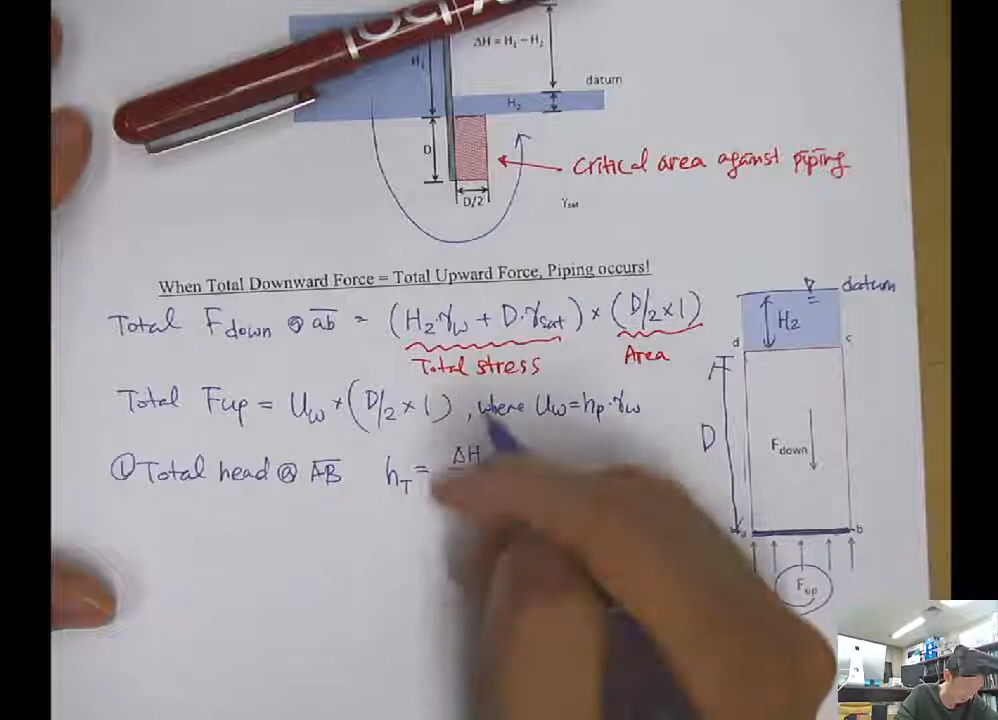 ΔH = H₁ − H₂
H₁
datum
H₂
D
critical area against piping
D/2
γsat
When Total Downward Force = Total Upward Force, Piping occurs!
datum
Total Fdown @ ab = (H₂·γw + D·γsat) × (D/2 × 1)
H₂
Total stress
Area
d
c
Total Fup = Uw × (D/2 × 1), where Uw = hp·γw
D
Fdown
① Total head @ AB hT = ΔH
a
b
Fup